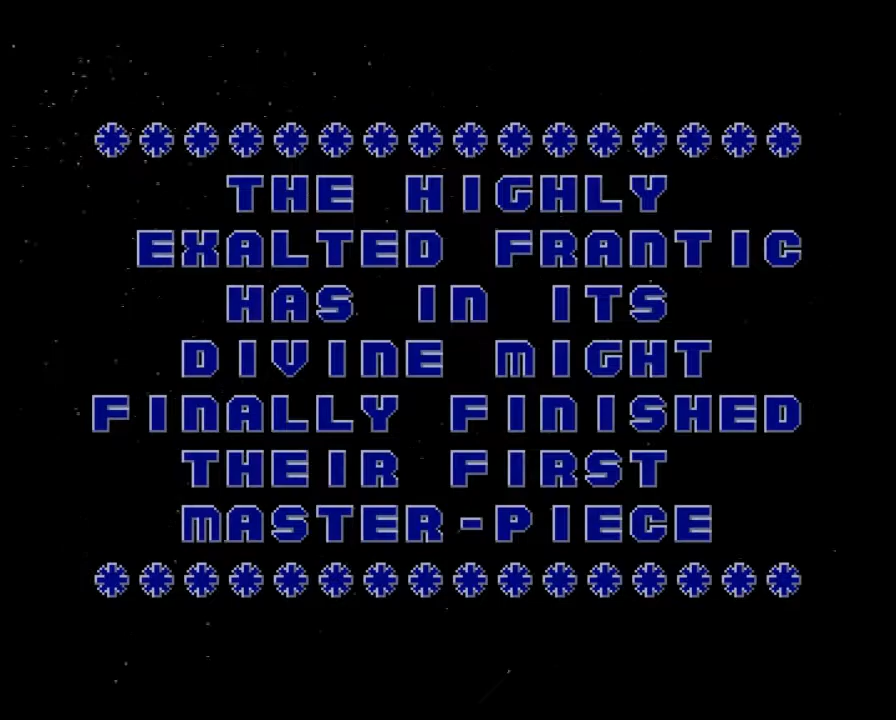 ****************
THE HIGHLY
EXALTED FRANTIC
HAS IN ITS
DIVINE MIGHT
FINALLY FINISHED
THEIR FIRST
MASTER-PIECE
****************